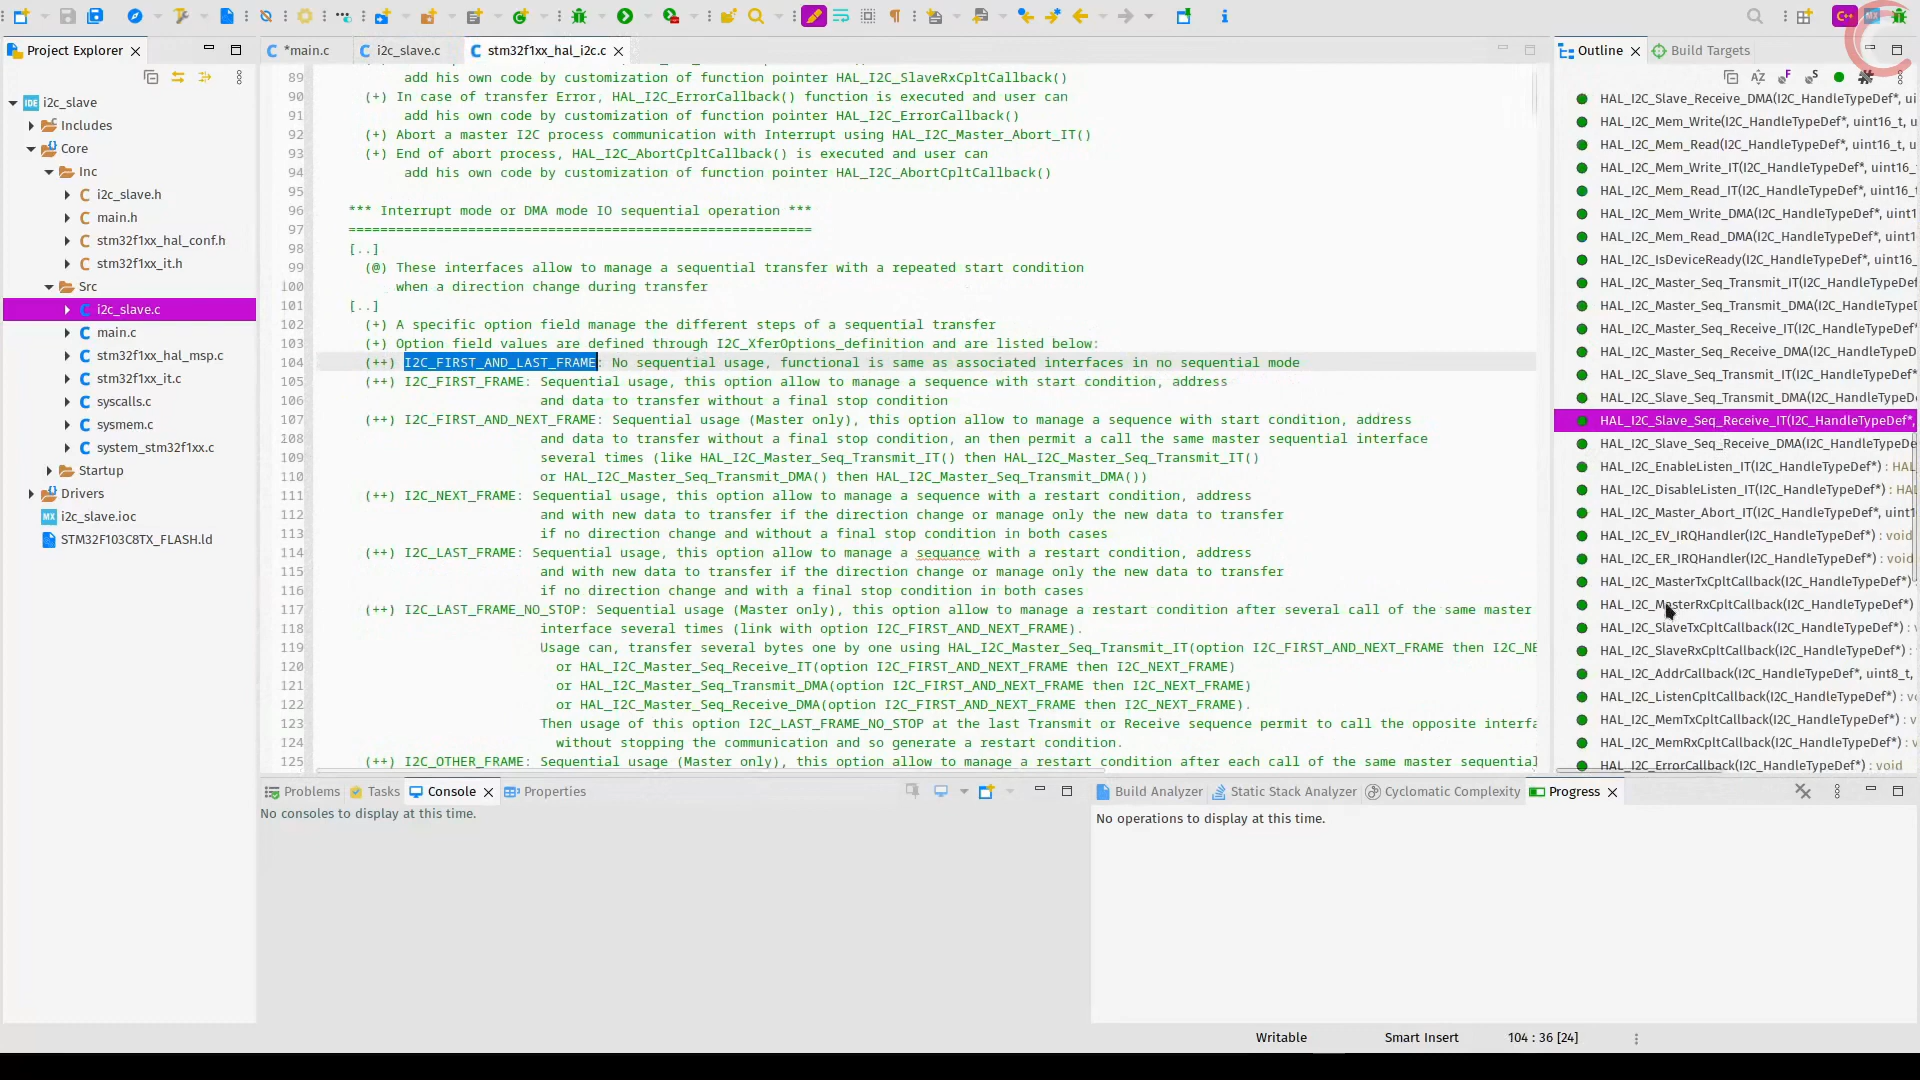 Project Explorer
*main.c
i2c_slave.c
stm32f1xx_hal_i2c.c
Outline
Build Targets
i2c_slave
Includes
Core
Inc
i2c_slave.h
main.h
stm32f1xx_hal_conf.h
stm32f1xx_it.h
Src
i2c_slave.c
main.c
stm32f1xx_hal_msp.c
stm32f1xx_it.c
syscalls.c
sysmem.c
system_stm32f1xx.c
Startup
Drivers
i2c_slave.ioc
STM32F103C8TX_FLASH.ld
89 add his own code by customization of function pointer HAL_I2C_SlaveRxCpltCallback()
90 (+) In case of transfer Error, HAL_I2C_ErrorCallback() function is executed and user can
91 add his own code by customization of function pointer HAL_I2C_ErrorCallback()
92 (+) Abort a master I2C process communication with Interrupt using HAL_I2C_Master_Abort_IT()
93 (+) End of abort process, HAL_I2C_AbortCpltCallback() is executed and user can
94 add his own code by customization of function pointer HAL_I2C_AbortCpltCallback()
95
96 *** Interrupt mode or DMA mode IO sequential operation ***
97 ==========================================================
98 [..]
99 (@) These interfaces allow to manage a sequential transfer with a repeated start condition
100 when a direction change during transfer
101 [..]
102 (+) A specific option field manage the different steps of a sequential transfer
103 (+) Option field values are defined through I2C_XferOptions_definition and are listed below:
104 (++) I2C_FIRST_AND_LAST_FRAME: No sequential usage, functional is same as associated interfaces in no sequential mode
105 (++) I2C_FIRST_FRAME: Sequential usage, this option allow to manage a sequence with start condition, address
106 and data to transfer without a final stop condition
107 (++) I2C_FIRST_AND_NEXT_FRAME: Sequential usage (Master only), this option allow to manage a sequence with start condition, address
108 and data to transfer without a final stop condition, an then permit a call the same master sequential interface
109 several times (like HAL_I2C_Master_Seq_Transmit_IT() then HAL_I2C_Master_Seq_Transmit_IT()
110 or HAL_I2C_Master_Seq_Transmit_DMA() then HAL_I2C_Master_Seq_Transmit_DMA())
111 (++) I2C_NEXT_FRAME: Sequential usage, this option allow to manage a sequence with a restart condition, address
112 and with new data to transfer if the direction change or manage only the new data to transfer
113 if no direction change and without a final stop condition in both cases
114 (++) I2C_LAST_FRAME: Sequential usage, this option allow to manage a sequance with a restart condition, address
115 and with new data to transfer if the direction change or manage only the new data to transfer
116 if no direction change and with a final stop condition in both cases
117 (++) I2C_LAST_FRAME_NO_STOP: Sequential usage (Master only), this option allow to manage a restart condition after several call of the same master
118 interface several times (link with option I2C_FIRST_AND_NEXT_FRAME).
119 Usage can, transfer several bytes one by one using HAL_I2C_Master_Seq_Transmit_IT(option I2C_FIRST_AND_NEXT_FRAME then I2C_NE
120 or HAL_I2C_Master_Seq_Receive_IT(option I2C_FIRST_AND_NEXT_FRAME then I2C_NEXT_FRAME)
121 or HAL_I2C_Master_Seq_Transmit_DMA(option I2C_FIRST_AND_NEXT_FRAME then I2C_NEXT_FRAME)
122 or HAL_I2C_Master_Seq_Receive_DMA(option I2C_FIRST_AND_NEXT_FRAME then I2C_NEXT_FRAME).
123 Then usage of this option I2C_LAST_FRAME_NO_STOP at the last Transmit or Receive sequence permit to call the opposite interfa
124 without stopping the communication and so generate a restart condition.
125 (++) I2C_OTHER_FRAME: Sequential usage (Master only), this option allow to manage a restart condition after each call of the same master sequential
HAL_I2C_Slave_Receive_DMA(I2C_HandleTypeDef*, ui
HAL_I2C_Mem_Write(I2C_HandleTypeDef*, uint16_t, u
HAL_I2C_Mem_Read(I2C_HandleTypeDef*, uint16_t, u
HAL_I2C_Mem_Write_IT(I2C_HandleTypeDef*, uint16_
HAL_I2C_Mem_Read_IT(I2C_HandleTypeDef*, uint16_t
HAL_I2C_Mem_Write_DMA(I2C_HandleTypeDef*, uint1
HAL_I2C_Mem_Read_DMA(I2C_HandleTypeDef*, uint1
HAL_I2C_IsDeviceReady(I2C_HandleTypeDef*, uint16_
HAL_I2C_Master_Seq_Transmit_IT(I2C_HandleTypeDef
HAL_I2C_Master_Seq_Transmit_DMA(I2C_HandleTypeD
HAL_I2C_Master_Seq_Receive_IT(I2C_HandleTypeDef*
HAL_I2C_Master_Seq_Receive_DMA(I2C_HandleTypeDe
HAL_I2C_Slave_Seq_Transmit_IT(I2C_HandleTypeDef*
HAL_I2C_Slave_Seq_Transmit_DMA(I2C_HandleTypeDe
HAL_I2C_Slave_Seq_Receive_IT(I2C_HandleTypeDef*,
HAL_I2C_Slave_Seq_Receive_DMA(I2C_HandleTypeDe
HAL_I2C_EnableListen_IT(I2C_HandleTypeDef*) : HAL
HAL_I2C_DisableListen_IT(I2C_HandleTypeDef*) : HA
HAL_I2C_Master_Abort_IT(I2C_HandleTypeDef*, uint1
HAL_I2C_EV_IRQHandler(I2C_HandleTypeDef*) : void
HAL_I2C_ER_IRQHandler(I2C_HandleTypeDef*) : void
HAL_I2C_MasterTxCpltCallback(I2C_HandleTypeDef*)
HAL_I2C_MasterRxCpltCallback(I2C_HandleTypeDef*)
HAL_I2C_SlaveTxCpltCallback(I2C_HandleTypeDef*) :
HAL_I2C_SlaveRxCpltCallback(I2C_HandleTypeDef*) :
HAL_I2C_AddrCallback(I2C_HandleTypeDef*, uint8_t,
HAL_I2C_ListenCpltCallback(I2C_HandleTypeDef*) : v
HAL_I2C_MemTxCpltCallback(I2C_HandleTypeDef*) : v
HAL_I2C_MemRxCpltCallback(I2C_HandleTypeDef*) : v
HAL_I2C_ErrorCallback(I2C_HandleTypeDef*) : void
Problems
Tasks
Console
Properties
No consoles to display at this time.
Build Analyzer
Static Stack Analyzer
Cyclomatic Complexity
Progress
No operations to display at this time.
Writable
Smart Insert
104 : 36 [24]